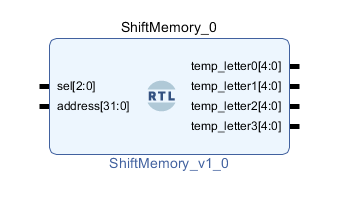 ShiftMemory_0
temp_letter0[4:0]
sel[2:0]
temp_letter1[4:0]
address[31:0]
RTL
temp_letter2[4:0]
temp_letter3[4:0]
ShiftMemory_v1_0